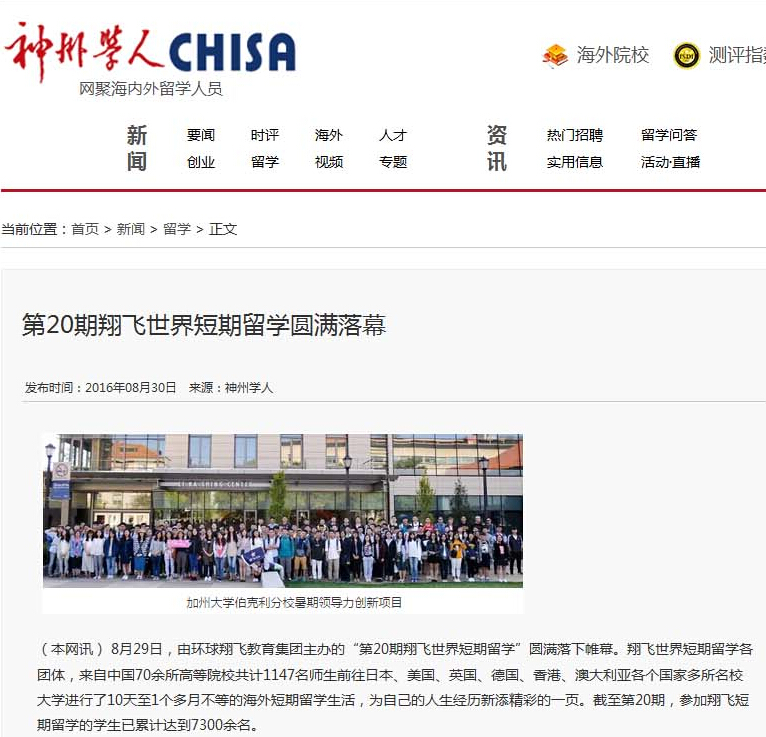 神州学人CHISA
网聚海内外留学人员
海外院校 测评指
新闻 要闻 时评 海外 人才 资讯 热门招聘 留学问答
创业 留学 视频 专题 实用信息 活动·直播
当前位置：首页 > 新闻 > 留学 > 正文
第20期翔飞世界短期留学圆满落幕
发布时间：2016年08月30日 来源：神州学人
LI KA SHING CENTER
加州大学伯克利分校暑期领导力创新项目
（本网讯）8月29日，由环球翔飞教育集团主办的“第20期翔飞世界短期留学”圆满落下帷幕。翔飞世界短期留学各
团体，来自中国70余所高等院校共计1147名师生前往日本、美国、英国、德国、香港、澳大利亚各个国家多所名校
大学进行了10天至1个多月不等的海外短期留学生活，为自己的人生经历新添精彩的一页。截至第20期，参加翔飞短
期留学的学生已累计达到7300余名。